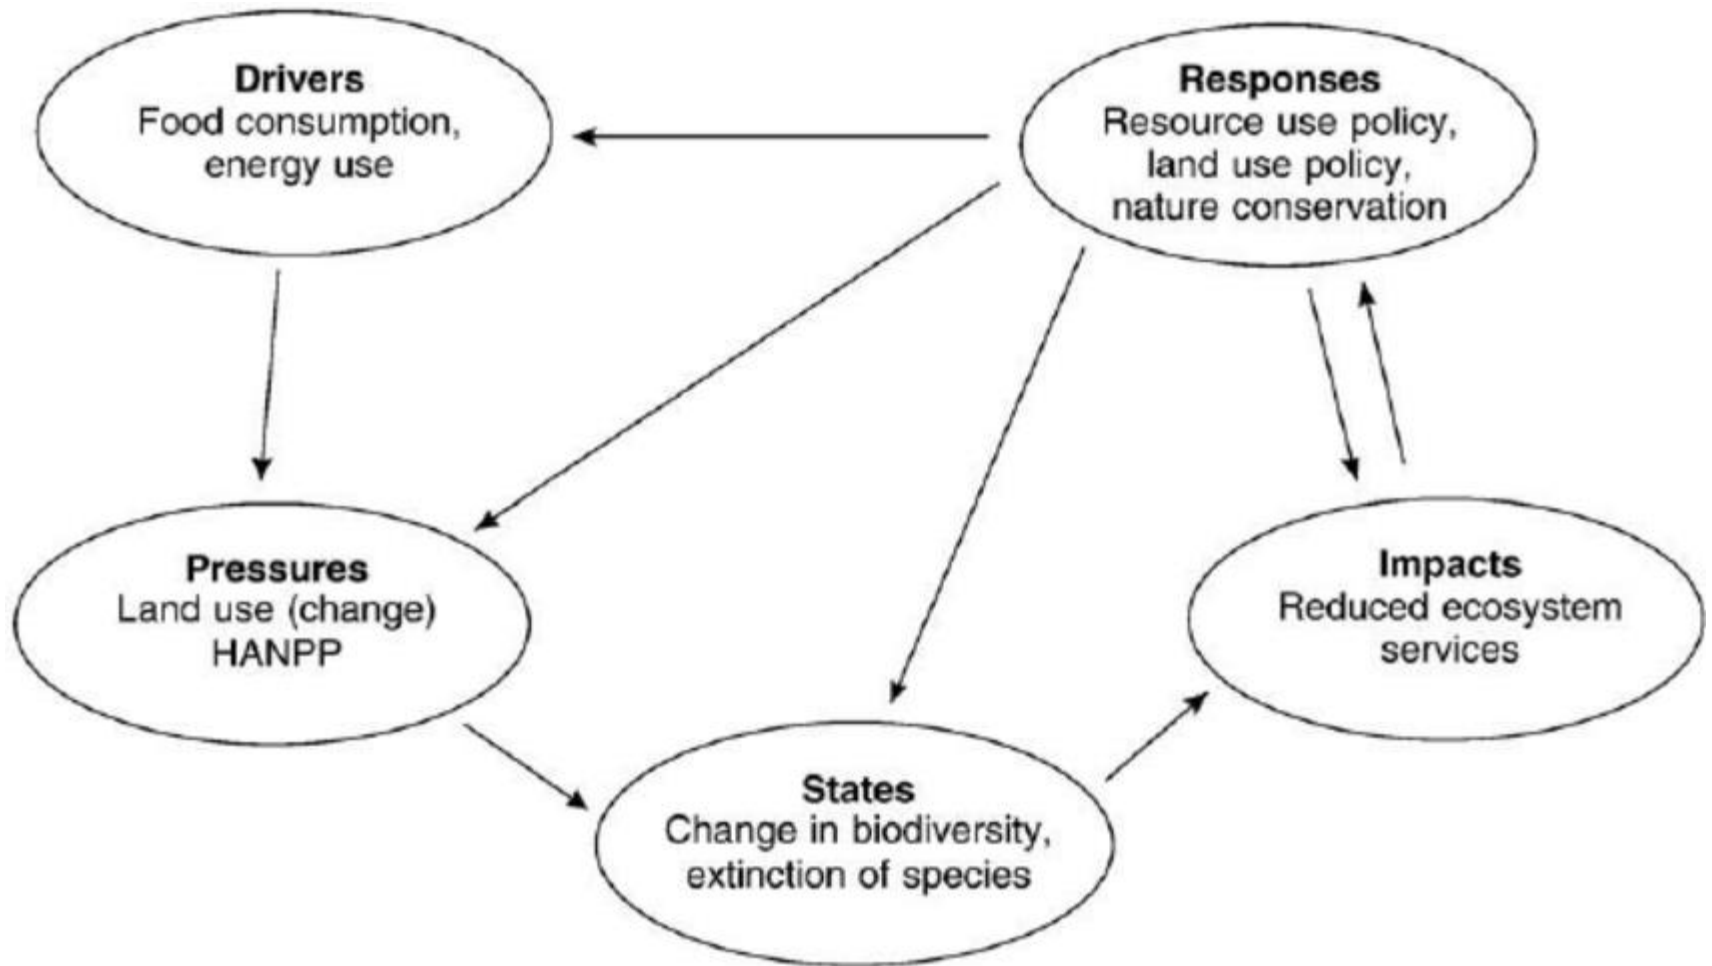 Drivers
Food consumption,
energy use
Responses
Resource use policy,
land use policy,
nature conservation
Pressures
Land use (change)
HANPP
Impacts
Reduced ecosystem
services
States
Change in biodiversity,
extinction of species